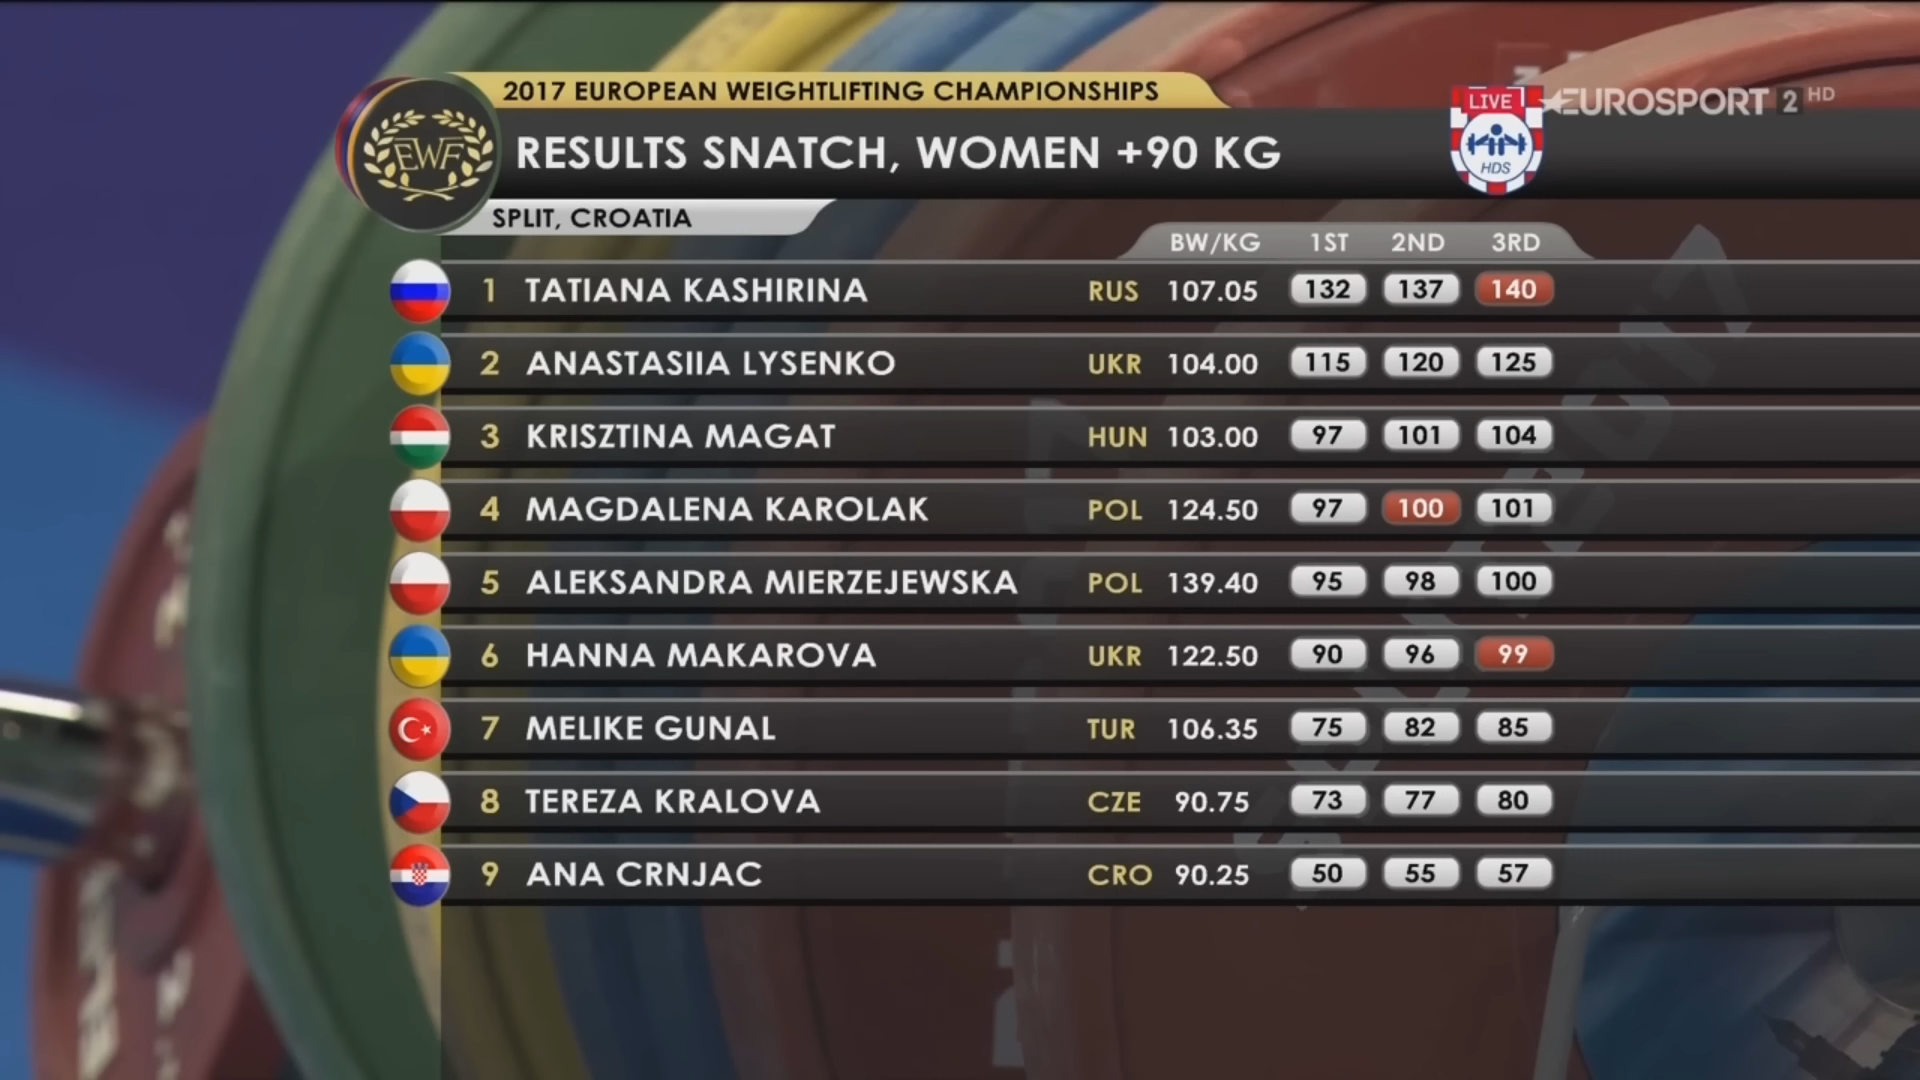 2017 EUROPEAN WEIGHTLIFTING CHAMPIONSHIPS
EWF
RESULTS SNATCH, WOMEN +90 KG
LIVE
HDS
EUROSPORT 2 HD
SPLIT, CROATIA
BW/KG 1ST 2ND 3RD
1 TATIANA KASHIRINA RUS 107.05 132 137 140
2 ANASTASIIA LYSENKO UKR 104.00 115 120 125
3 KRISZTINA MAGAT HUN 103.00 97 101 104
4 MAGDALENA KAROLAK POL 124.50 97 100 101
5 ALEKSANDRA MIERZEJEWSKA POL 139.40 95 98 100
6 HANNA MAKAROVA UKR 122.50 90 96 99
7 MELIKE GUNAL TUR 106.35 75 82 85
8 TEREZA KRALOVA CZE 90.75 73 77 80
9 ANA CRNJAC CRO 90.25 50 55 57